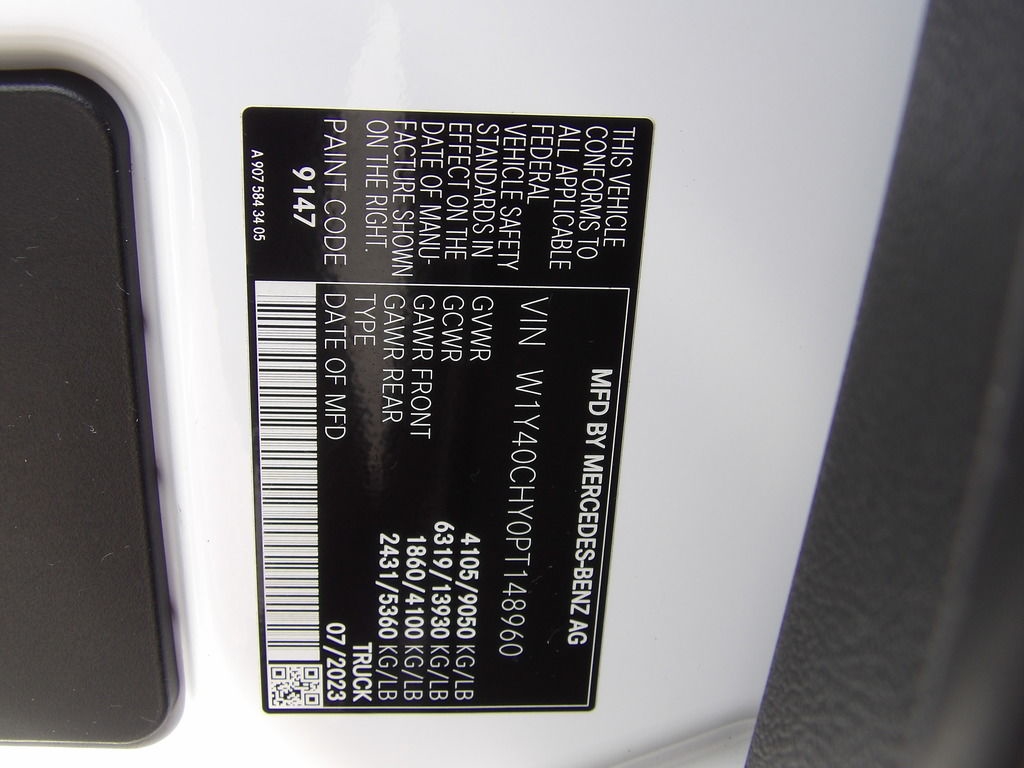 MFD BY MERCEDES-BENZ AG
THIS VEHICLE
CONFORMS TO
ALL APPLICABLE
FEDERAL
VEHICLE SAFETY
STANDARDS IN
EFFECT ON THE
DATE OF MANU-
FACTURE SHOWN
ON THE RIGHT.
PAINT CODE
9147
A 907 584 34 05
VIN W1Y40CHY0PT148960
GVWR 4105/9050 KG/LB
GCWR 6319/13930 KG/LB
GAWR FRONT 1860/4100 KG/LB
GAWR REAR 2431/5360 KG/LB
TYPE TRUCK
DATE OF MFD 07/2023